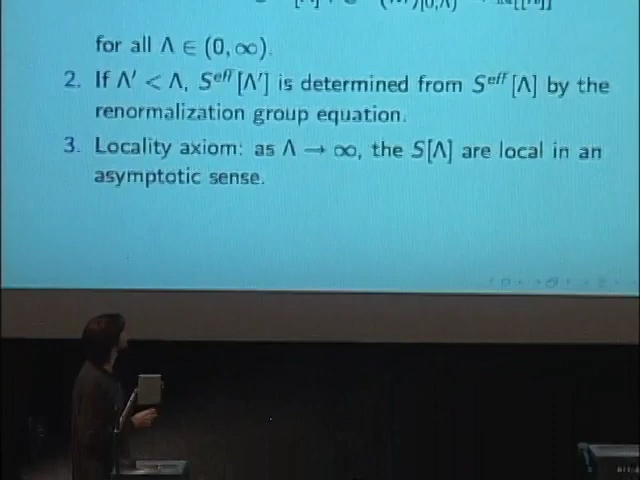 for all Λ ∈ (0, ∞).
2. If Λ′ < Λ, S^eff[Λ′] is determined from S^eff[Λ] by the
renormalization group equation.
3. Locality axiom: as Λ → ∞, the S[Λ] are local in an
asymptotic sense.